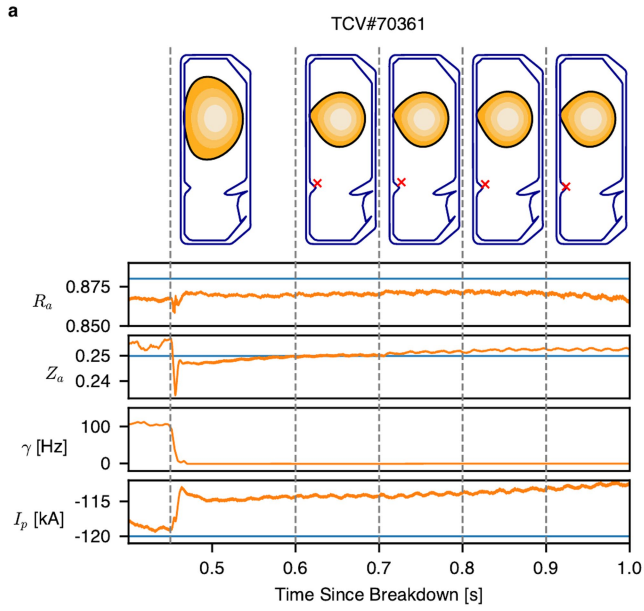 a
TCV#70361
R_a
0.875
0.850
Z_a
0.25
0.24
γ [Hz]
100
0
I_p [kA]
-115
-120
0.5 0.6 0.7 0.8 0.9 1.0
Time Since Breakdown [s]